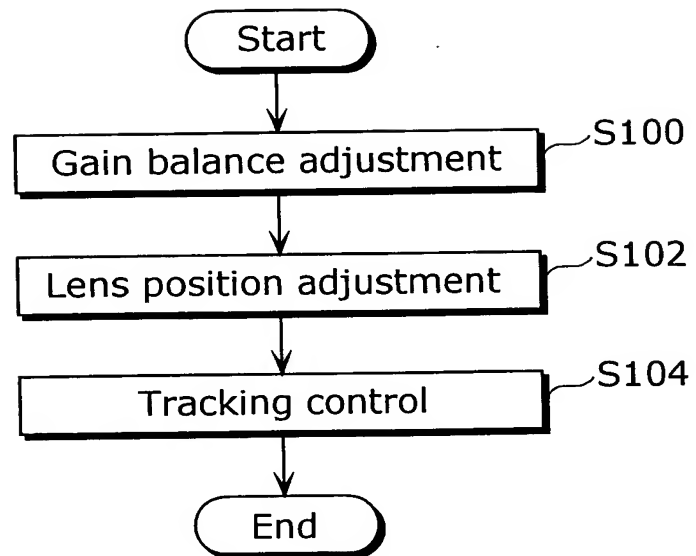 Start
Gain balance adjustment
S100
Lens position adjustment
S102
Tracking control
S104
End